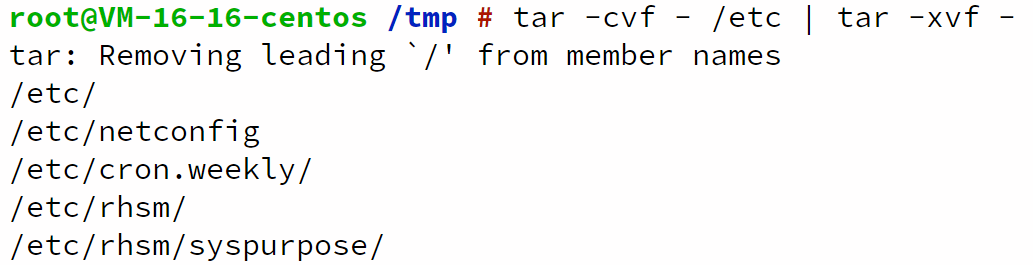 root@VM-16-16-centos /tmp # tar -cvf - /etc | tar -xvf -
tar: Removing leading `/' from member names
/etc/
/etc/netconfig
/etc/cron.weekly/
/etc/rhsm/
/etc/rhsm/syspurpose/